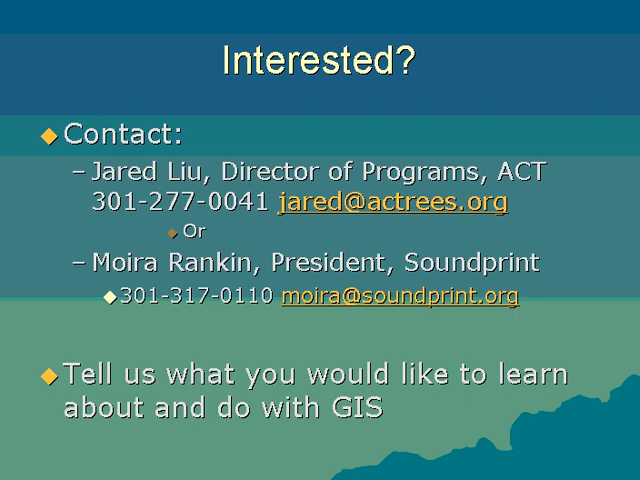 Interested?
Contact:
– Jared Liu, Director of Programs, ACT
301-277-0041 jared@actrees.org
Or
– Moira Rankin, President, Soundprint
301-317-0110 moira@soundprint.org
Tell us what you would like to learn
about and do with GIS